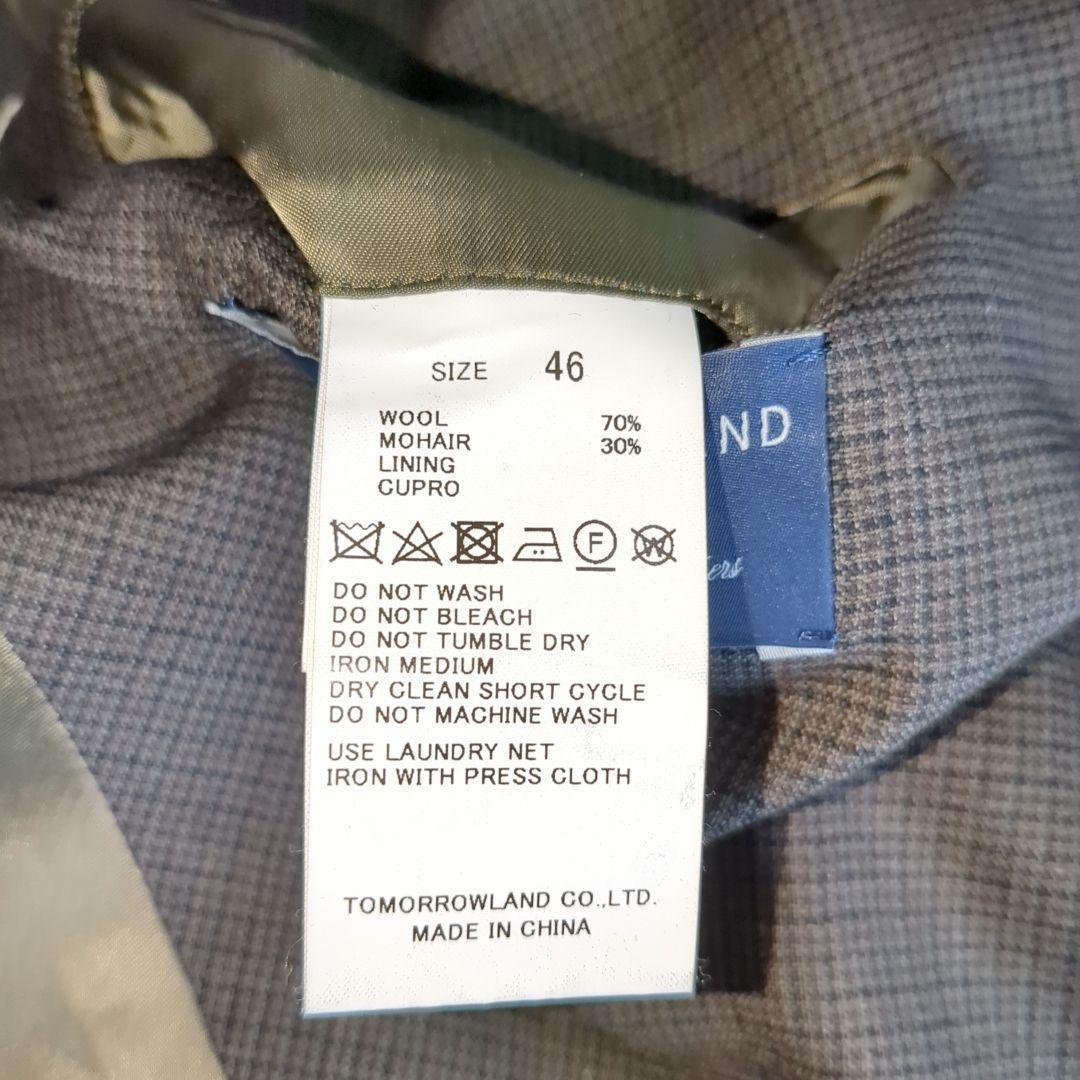 SIZE 46
WOOL 70%
MOHAIR 30%
LINING
CUPRO
F W
DO NOT WASH
DO NOT BLEACH
DO NOT TUMBLE DRY
IRON MEDIUM
DRY CLEAN SHORT CYCLE
DO NOT MACHINE WASH
USE LAUNDRY NET
IRON WITH PRESS CLOTH
TOMORROWLAND CO.,LTD.
MADE IN CHINA
ND
ers